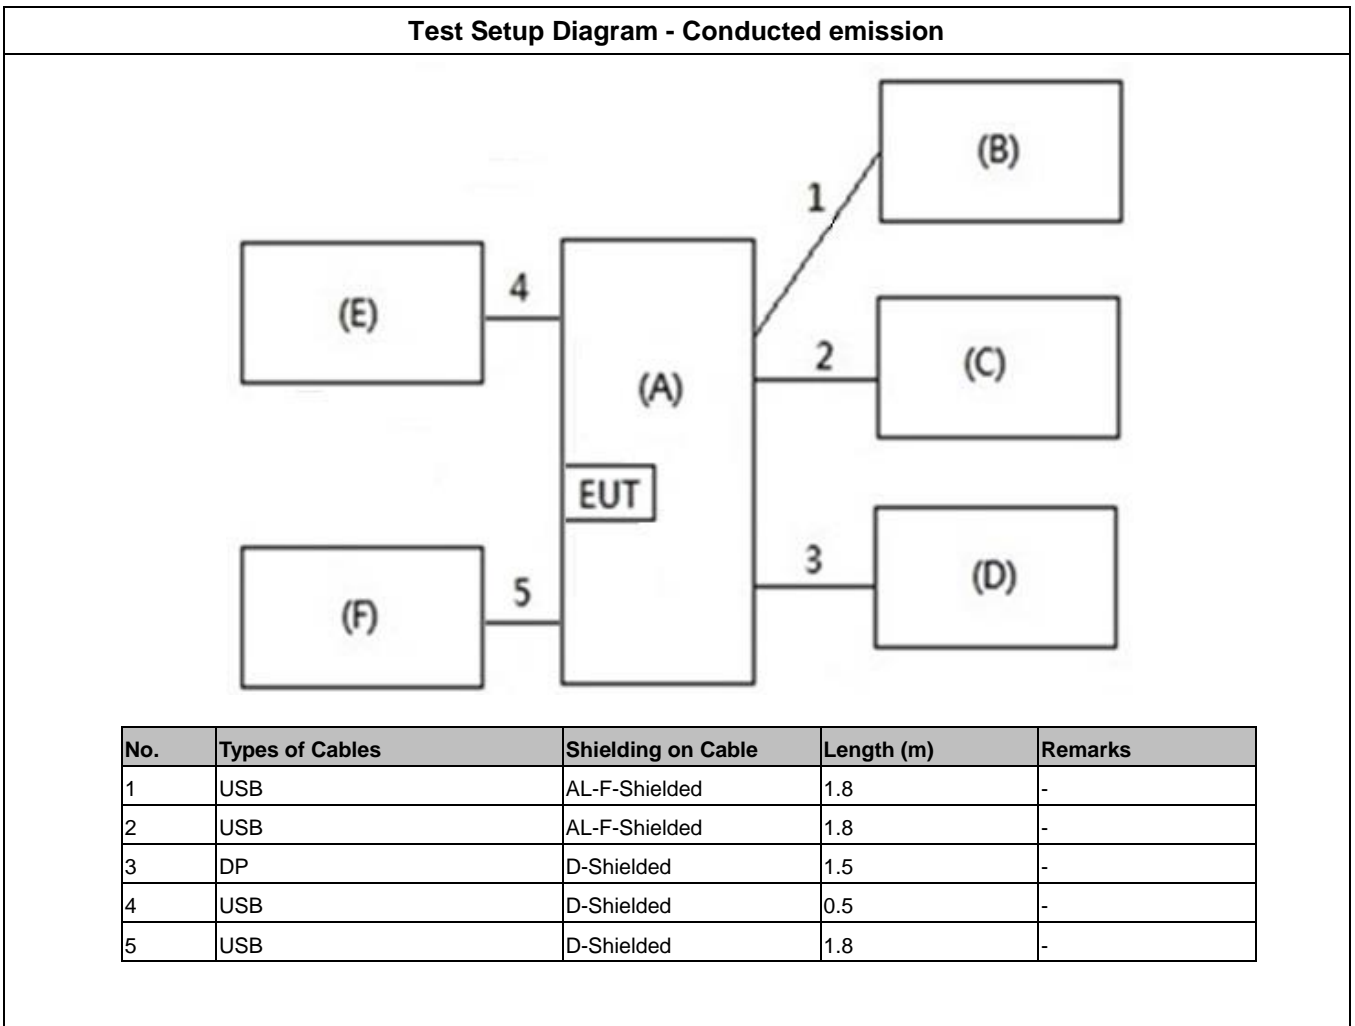 Test Setup Diagram - Conducted emission
(B)
1
(E)
4
(A)
2
(C)
EUT
3
(D)
(F)
5
No. Types of Cables Shielding on Cable Length (m) Remarks
1 USB AL-F-Shielded 1.8 -
2 USB AL-F-Shielded 1.8 -
3 DP D-Shielded 1.5 -
4 USB D-Shielded 0.5 -
5 USB D-Shielded 1.8 -